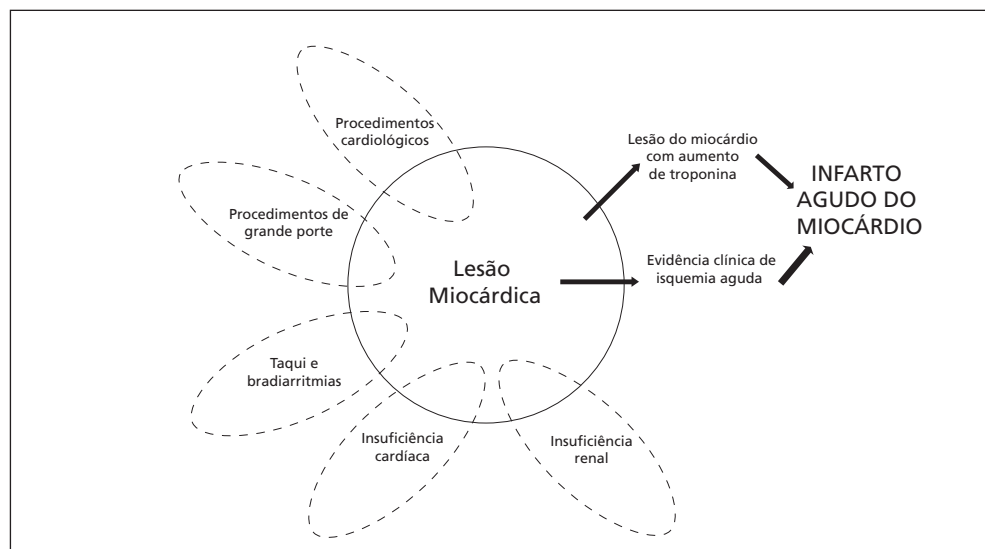 Procedimentos
cardiológicos
Procedimentos de
grande porte
Taqui e
bradiarritmias
Insuficiência
cardíaca
Insuficiência
renal
Lesão
Miocárdica
Lesão do miocárdio
com aumento
de troponina
Evidência clínica de
isquemia aguda
INFARTO
AGUDO DO
MIOCÁRDIO